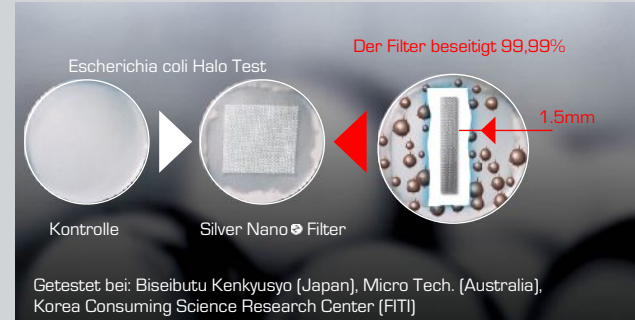 Der Filter beseitigt 99,99%
Escherichia coli Halo Test
1.5mm
Kontrolle
Silver Nano Filter
Getestet bei: Biseibutu Kenkyusyo (Japan), Micro Tech. (Australia),
Korea Consuming Science Research Center (FITI)